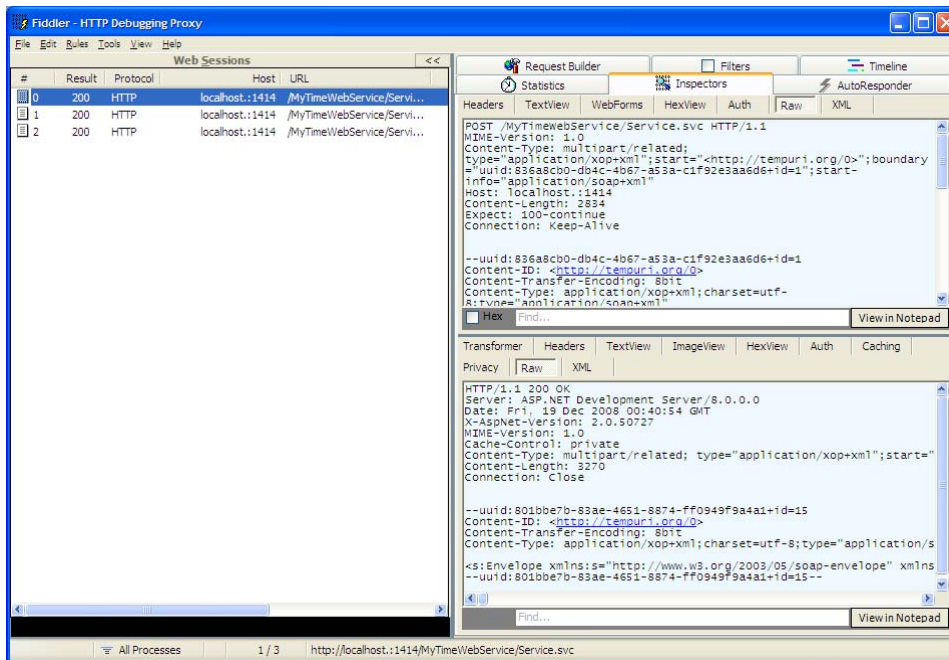 Fiddler - HTTP Debugging Proxy
File Edit Rules Tools View Help
Web Sessions <<
# Result Protocol Host URL
0 200 HTTP localhost.:1414 /MyTimeWebService/Servi...
1 200 HTTP localhost.:1414 /MyTimeWebService/Servi...
2 200 HTTP localhost.:1414 /MyTimeWebService/Servi...
Request Builder Filters Timeline
Statistics Inspectors AutoResponder
Headers TextView WebForms HexView Auth Raw XML
POST /MyTimeWebService/Service.svc HTTP/1.1
MIME-Version: 1.0
Content-Type: multipart/related;
type="application/xop+xml";start="<http://tempuri.org/0>";boundary
="uuid:836a8cb0-db4c-4b67-a53a-c1f92e3aa6d6+id=1";start-
info="application/soap+xml"
Host: localhost.:1414
Content-Length: 2834
Expect: 100-continue
Connection: Keep-Alive
--uuid:836a8cb0-db4c-4b67-a53a-c1f92e3aa6d6+id=1
Content-ID: <http://tempuri.org/0>
Content-Transfer-Encoding: 8bit
Content-Type: application/xop+xml;charset=utf-
8;type="application/soap+xml"
Hex Find... View in Notepad
Transformer Headers TextView ImageView HexView Auth Caching
Privacy Raw XML
HTTP/1.1 200 OK
Server: ASP.NET Development Server/8.0.0.0
Date: Fri, 19 Dec 2008 00:40:54 GMT
X-AspNet-Version: 2.0.50727
MIME-Version: 1.0
Cache-Control: private
Content-Type: multipart/related; type="application/xop+xml";start="
Content-Length: 3270
Connection: Close
--uuid:801bbe7b-83ae-4651-8874-ff0949f9a4a1+id=15
Content-ID: <http://tempuri.org/0>
Content-Transfer-Encoding: 8bit
Content-Type: application/xop+xml;charset=utf-8;type="application/s
<s:Envelope xmlns:s="http://www.w3.org/2003/05/soap-envelope" xmlns
--uuid:801bbe7b-83ae-4651-8874-ff0949f9a4a1+id=15--
Find... View in Notepad
All Processes 1 / 3 http://localhost.:1414/MyTimeWebService/Service.svc